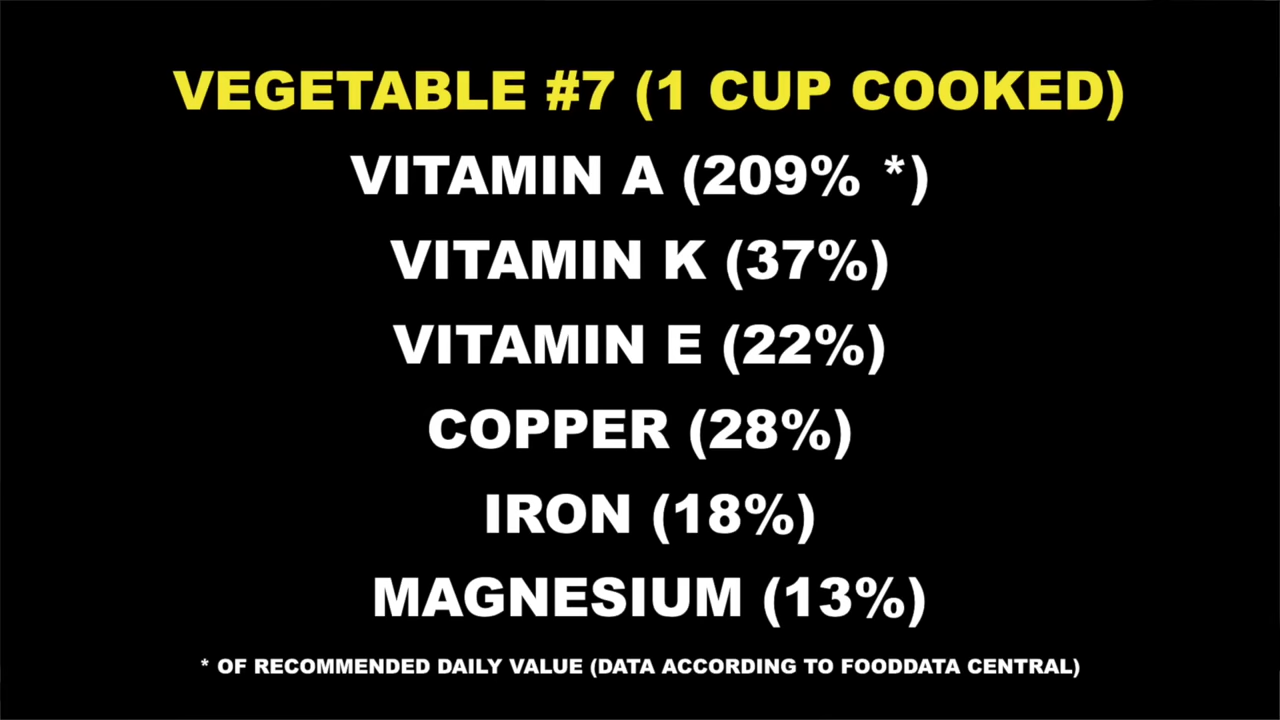 VEGETABLE #7 (1 CUP COOKED)
VITAMIN A (209% *)
VITAMIN K (37%)
VITAMIN E (22%)
COPPER (28%)
IRON (18%)
MAGNESIUM (13%)
* OF RECOMMENDED DAILY VALUE (DATA ACCORDING TO FOODDATA CENTRAL)